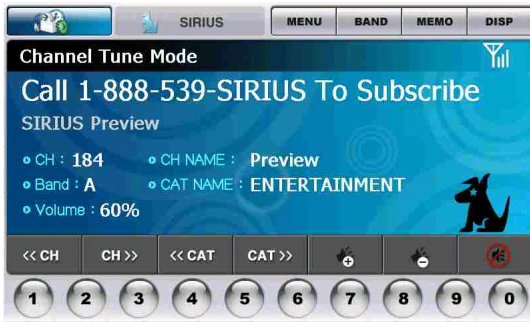 SIRIUS MENU BAND MEMO DISP
Channel Tune Mode
Call 1-888-539-SIRIUS To Subscribe
SIRIUS Preview
CH : 184 CH NAME : Preview
Band : A CAT NAME : ENTERTAINMENT
Volume : 60%
<< CH CH >> << CAT CAT >>
1 2 3 4 5 6 7 8 9 0